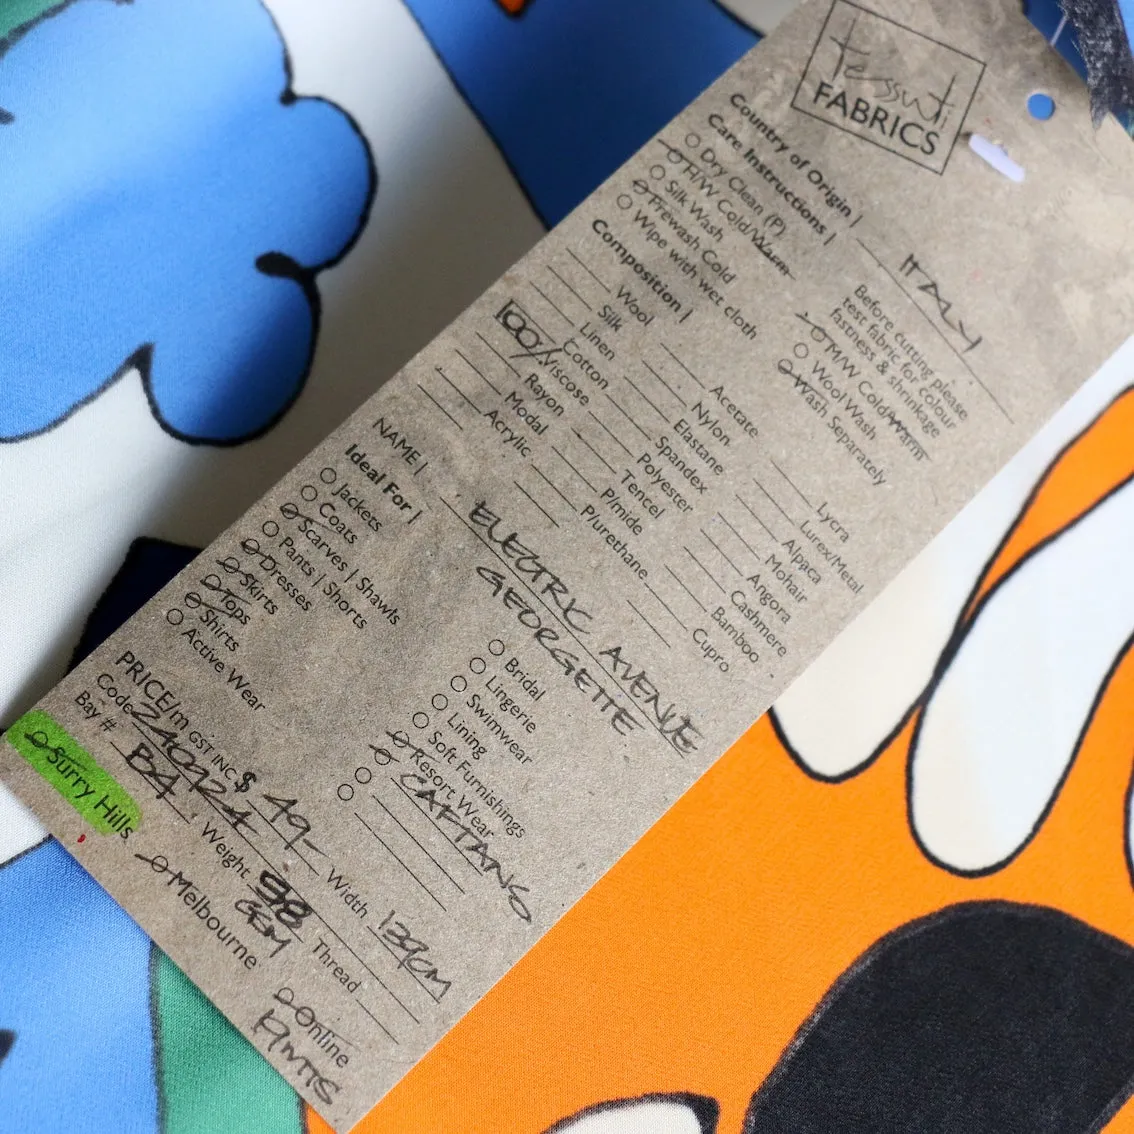 tessuti
FABRICS
Country of Origin | ITALY
Care Instructions |
Dry Clean (P)
H/W Cold/Warm
Silk Wash
Prewash Cold
Wipe with wet cloth
Before cutting please
test fabric for colour
fastness & shrinkage
M/W Cold/Warm
Wool Wash
Wash Separately
Composition |
Wool
Silk
Linen
Cotton
100% Viscose
Rayon
Modal
Acrylic
Acetate
Nylon
Elastane
Spandex
Polyester
Tencel
P/mide
P/urethane
Lycra
Lurex/Metal
Alpaca
Mohair
Angora
Cashmere
Bamboo
Cupro
NAME | ELECTRIC AVENUE
GEORGETTE
Ideal For |
Jackets
Coats
Scarves | Shawls
Pants | Shorts
Dresses
Skirts
Tops
Shirts
Active Wear
Bridal
Lingerie
Swimwear
Lining
Soft Furnishings
Resort Wear
CAFTANS
PRICE/m GST INC $ 49- Width 139CM
Code 240924 Weight 98 GSM Thread
Bay # B4
Surry Hills
Melbourne
Online